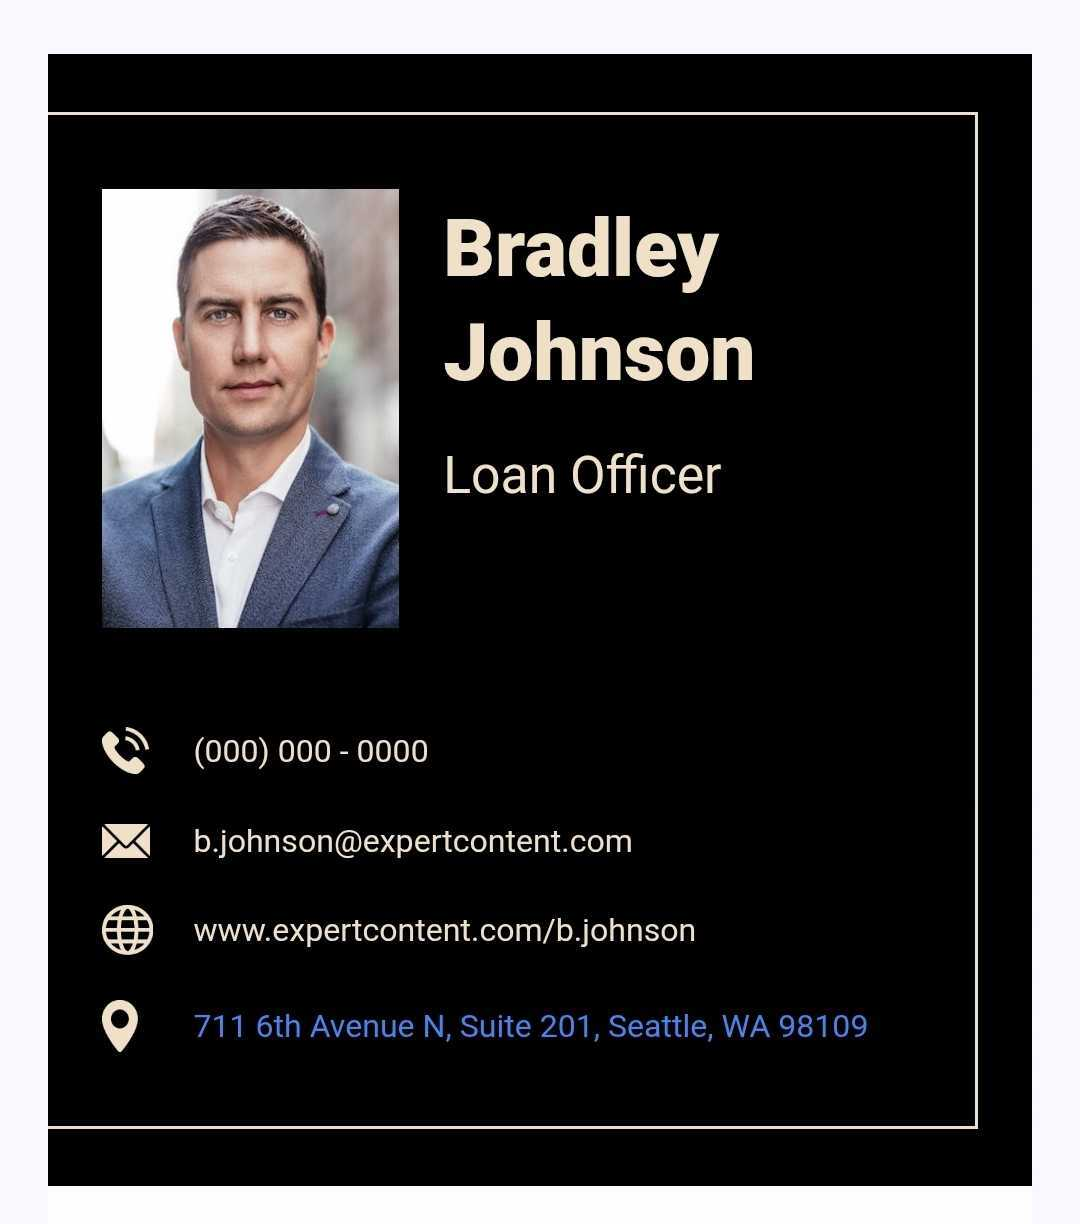 Bradley
Johnson
Loan Officer
(000) 000 - 0000
b.johnson@expertcontent.com
www.expertcontent.com/b.johnson
711 6th Avenue N, Suite 201, Seattle, WA 98109